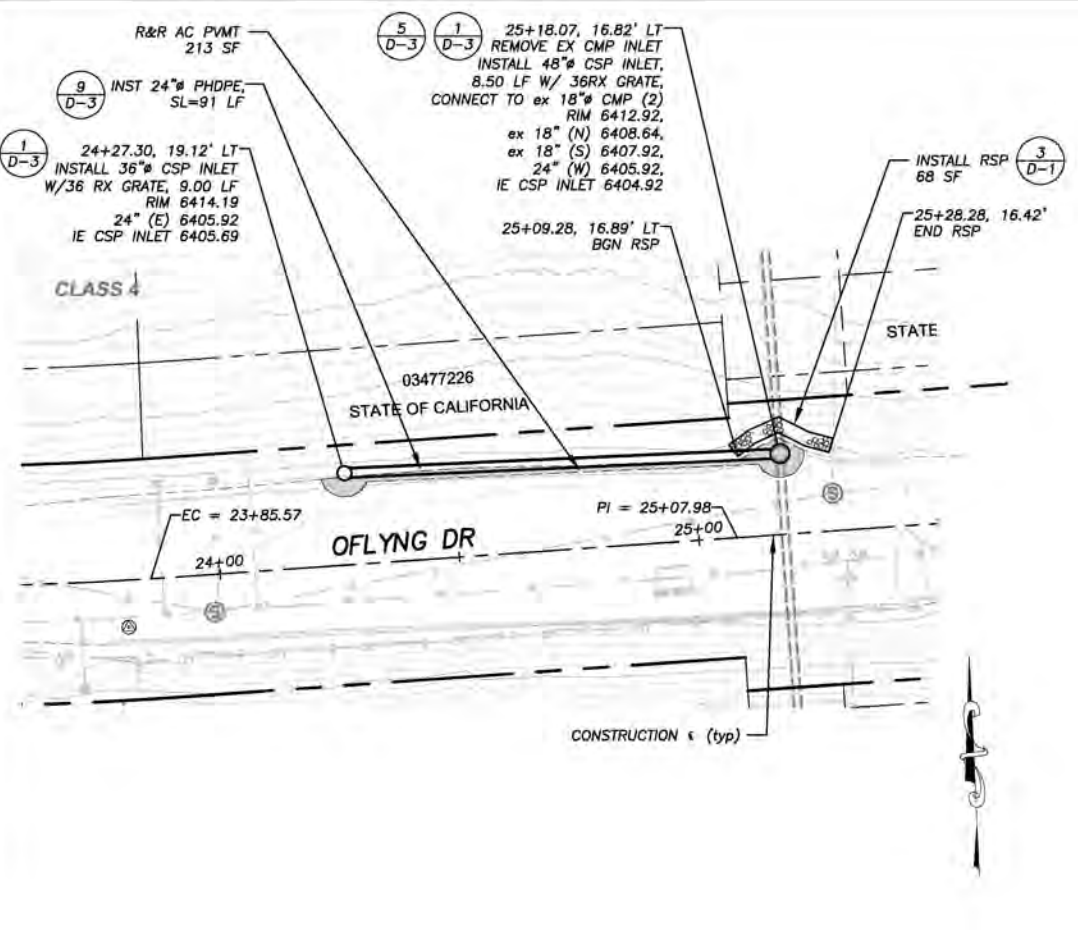 R&R AC PVMT
213 SF
9
D-3
INST 24"ø PHDPE,
SL=91 LF
1
D-3
24+27.30, 19.12' LT
INSTALL 36"ø CSP INLET
W/36 RX GRATE, 9.00 LF
RIM 6414.19
24" (E) 6405.92
IE CSP INLET 6405.69
5
D-3
1
D-3
25+18.07, 16.82' LT
REMOVE EX CMP INLET
INSTALL 48"ø CSP INLET,
8.50 LF W/ 36RX GRATE,
CONNECT TO ex 18"ø CMP (2)
RIM 6412.92,
ex 18" (N) 6408.64,
ex 18" (S) 6407.92,
24" (W) 6405.92,
IE CSP INLET 6404.92
25+09.28, 16.89' LT
BGN RSP
INSTALL RSP
68 SF
3
D-1
25+28.28, 16.42'
END RSP
CLASS 4
STATE
03477226
STATE OF CALIFORNIA
S
EC = 23+85.57
PI = 25+07.98
25+00
OFLYNG DR
24+00
S
CONSTRUCTION ℄ (typ)